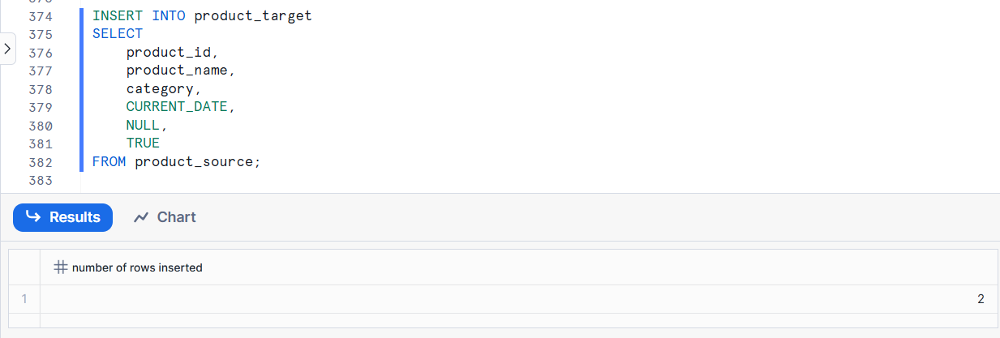 374 INSERT INTO product_target
375 SELECT
376 product_id,
377 product_name,
378 category,
379 CURRENT_DATE,
380 NULL,
381 TRUE
382 FROM product_source;
383
Results Chart
number of rows inserted
1 2